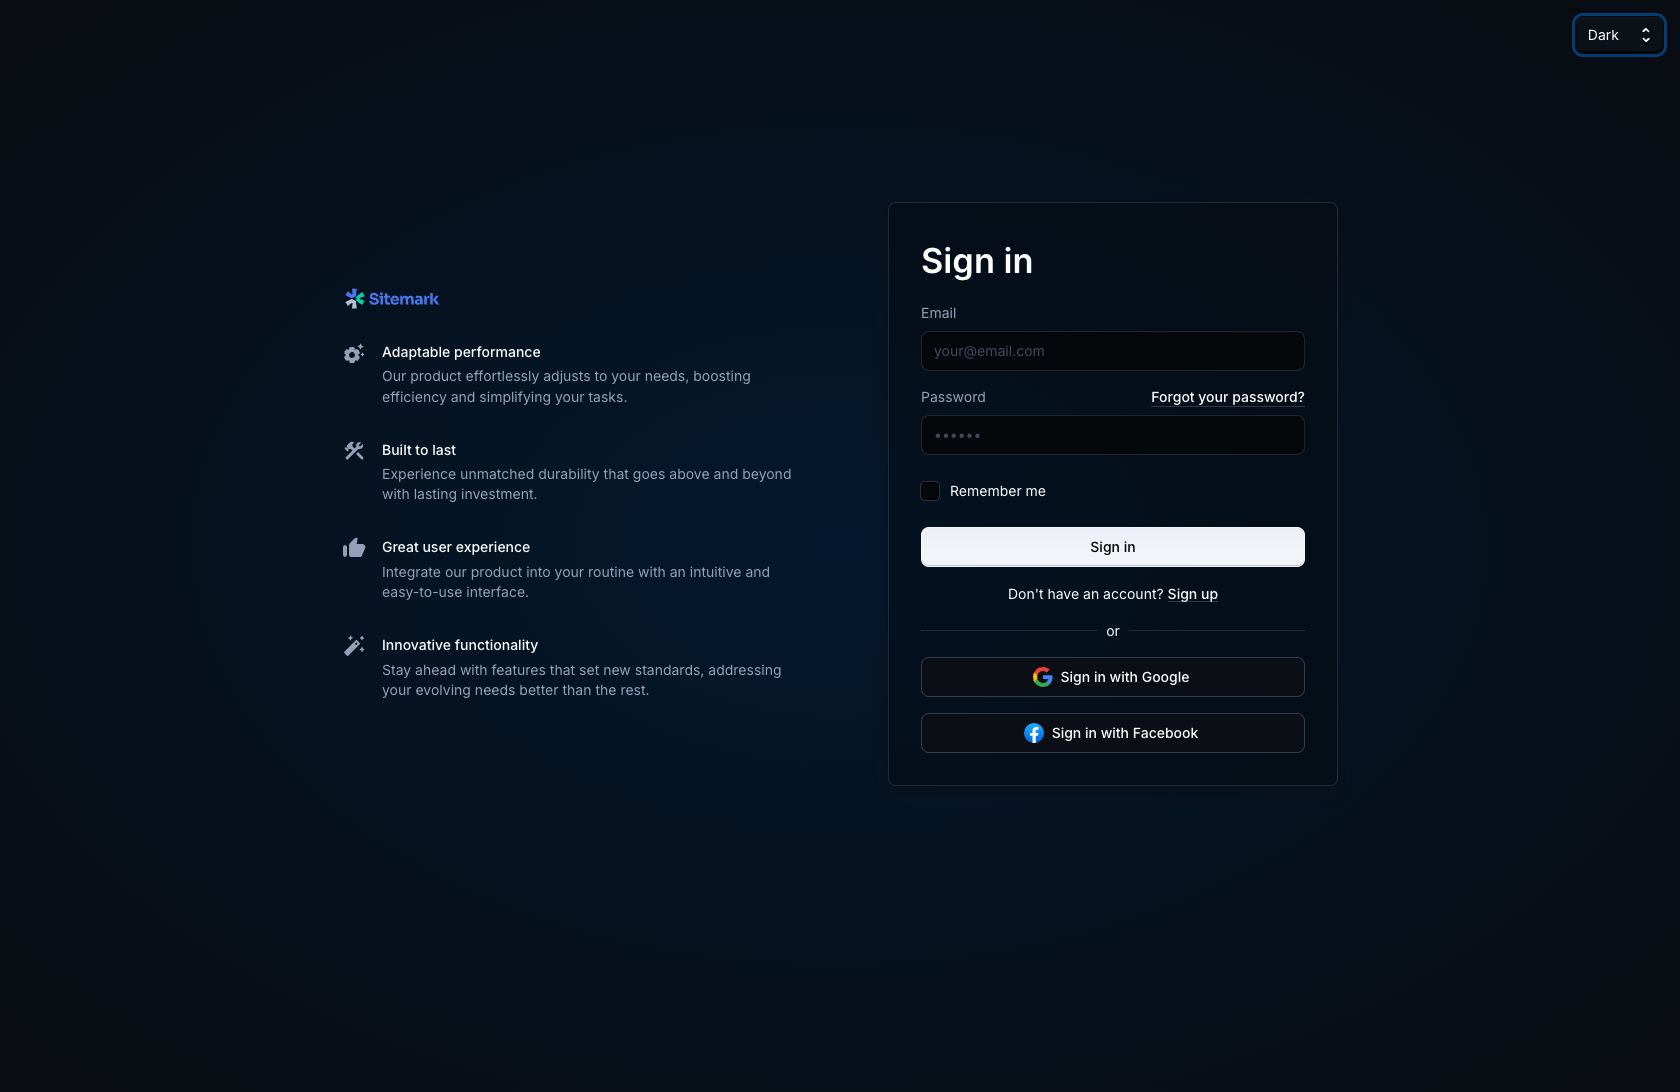 Dark
Sitemark
Adaptable performance
Our product effortlessly adjusts to your needs, boosting
efficiency and simplifying your tasks.
Built to last
Experience unmatched durability that goes above and beyond
with lasting investment.
Great user experience
Integrate our product into your routine with an intuitive and
easy-to-use interface.
Innovative functionality
Stay ahead with features that set new standards, addressing
your evolving needs better than the rest.
Sign in
Email
your@email.com
Password Forgot your password?
••••••
Remember me
Sign in
Don't have an account? Sign up
or
Sign in with Google
Sign in with Facebook